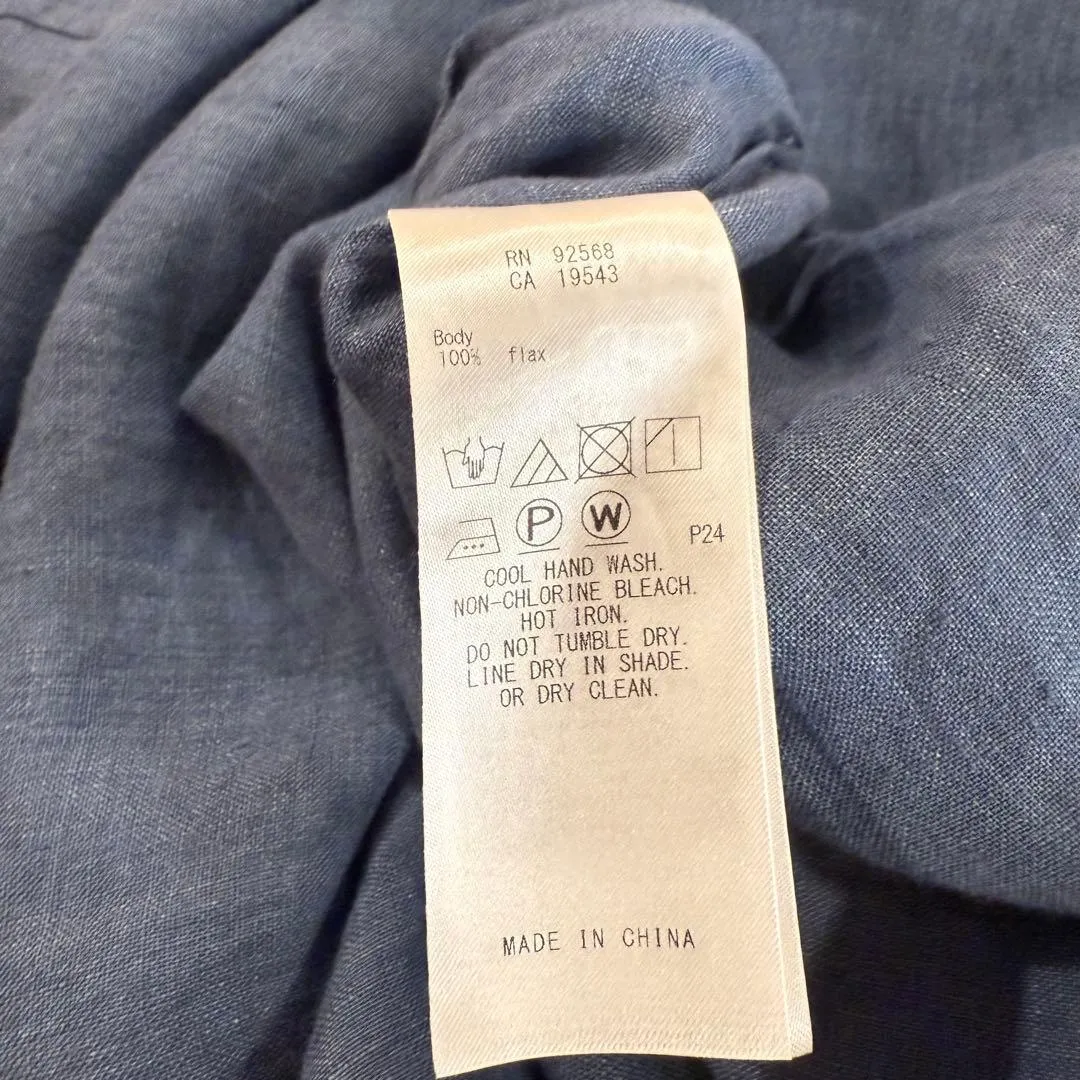 RN 92568
CA 19543
Body
100% flax
P W
P24
COOL HAND WASH.
NON-CHLORINE BLEACH.
HOT IRON.
DO NOT TUMBLE DRY.
LINE DRY IN SHADE.
OR DRY CLEAN.
MADE IN CHINA